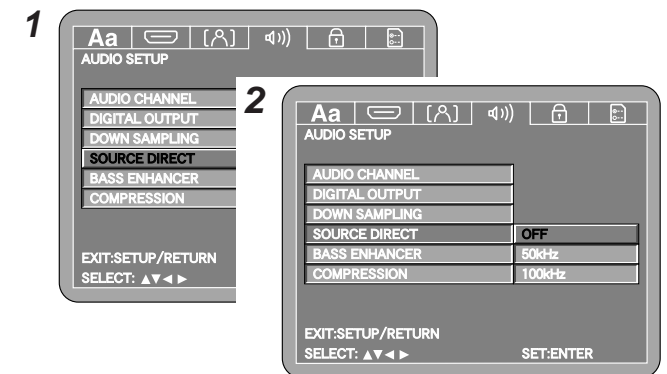 1
Aa
AUDIO SETUP
AUDIO CHANNEL
DIGITAL OUTPUT
DOWN SAMPLING
SOURCE DIRECT
BASS ENHANCER
COMPRESSION
EXIT:SETUP/RETURN
SELECT: ▲▼◄ ►
2
Aa
AUDIO SETUP
AUDIO CHANNEL
DIGITAL OUTPUT
DOWN SAMPLING
SOURCE DIRECT OFF
BASS ENHANCER 50kHz
COMPRESSION 100kHz
EXIT:SETUP/RETURN
SELECT: ▲▼◄ ► SET:ENTER